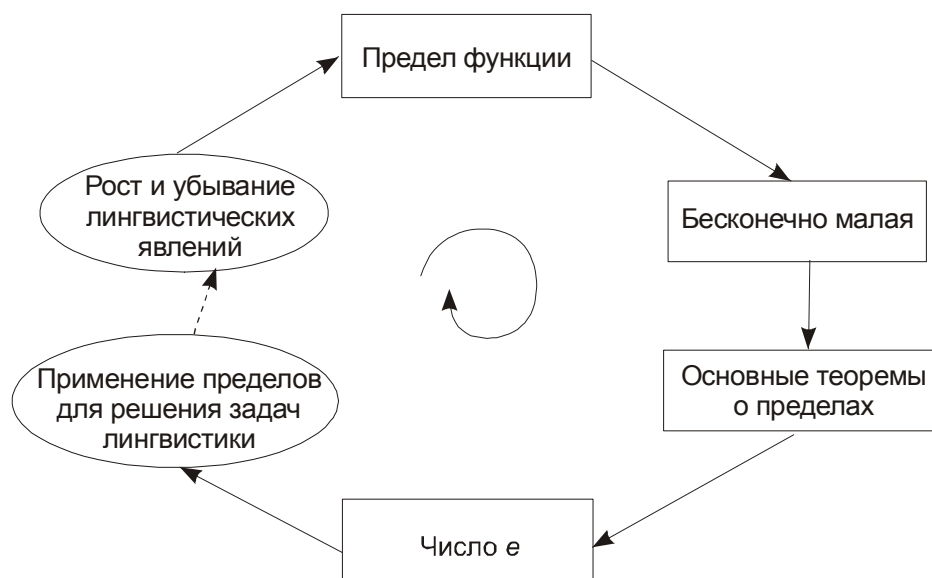 Предел функции
Рост и убывание
лингвистических
явлений
Бесконечно малая
Применение пределов
для решения задач
лингвистики
Основные теоремы
о пределах
Число e